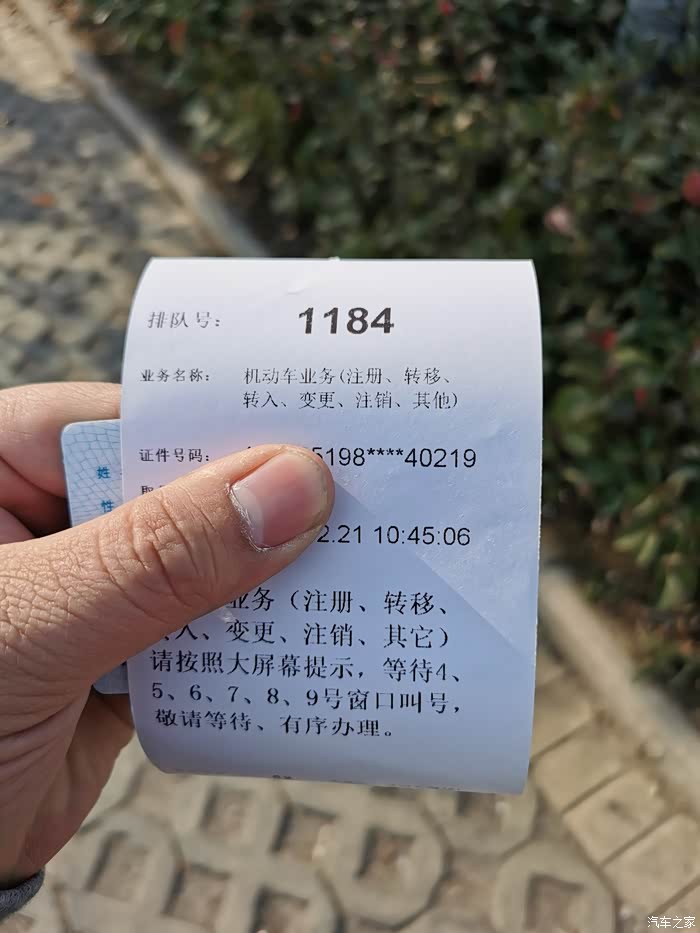 排队号： 1184
业务名称： 机动车业务(注册、转移、
转入、变更、注销、其他)
证件号码： 5198****40219
2.21 10:45:06
业务（注册、转移、
入、变更、注销、其它）
请按照大屏幕提示，等待4、
5、6、7、8、9号窗口叫号，
敬请等待、有序办理。
姓
性
汽车之家